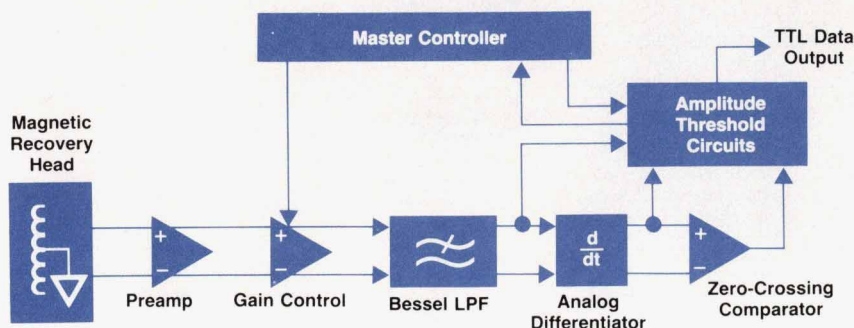 Master Controller
TTL Data
Output
Amplitude
Threshold
Circuits
Magnetic
Recovery
Head
+
−
Preamp
+
−
Gain Control
Bessel LPF
d
dt
Analog
Differentiator
+
−
Zero-Crossing
Comparator